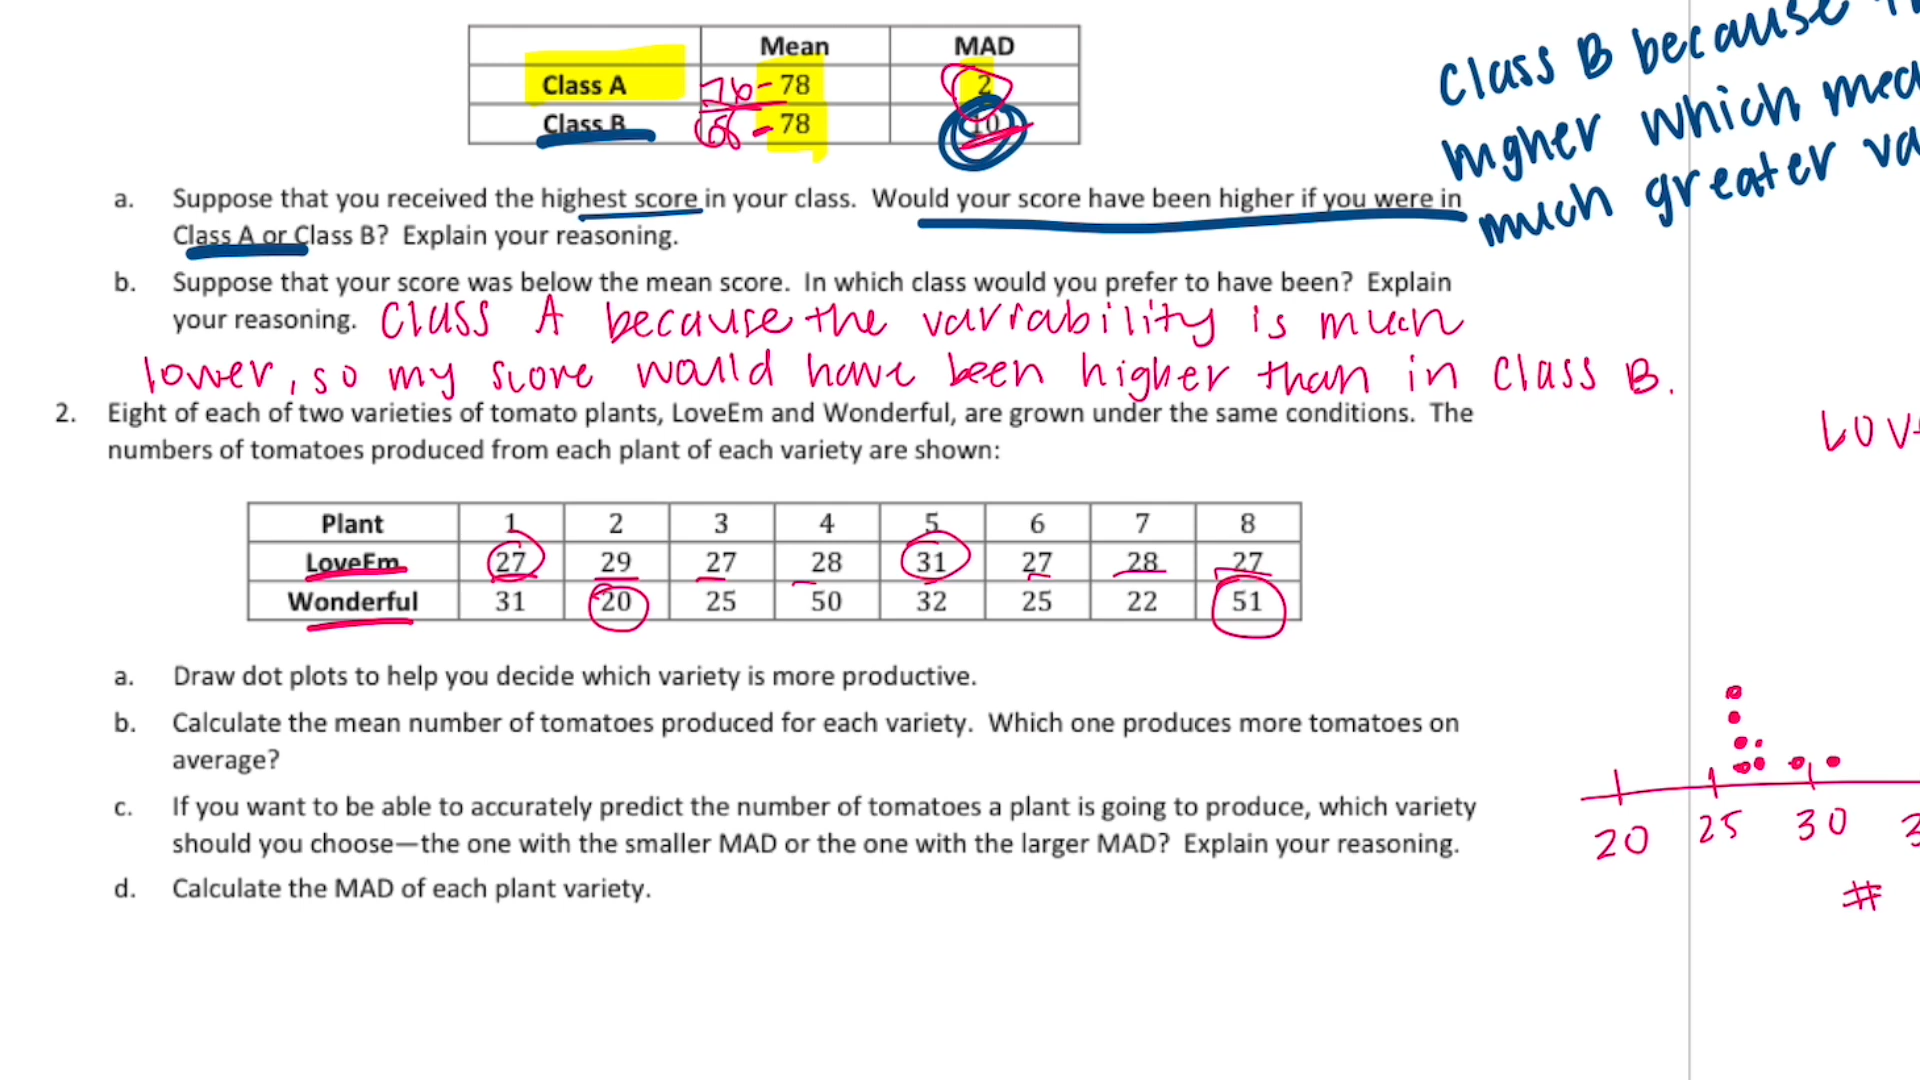 Mean MAD
Class A 76 - 78 2
Class B 68 - 78 10
Class B because
higher which
much greater
a. Suppose that you received the highest score in your class. Would your score have been higher if you were in
Class A or Class B? Explain your reasoning.
b. Suppose that your score was below the mean score. In which class would you prefer to have been? Explain
your reasoning. Class A because the variability is much
lower, so my score would have been higher than in Class B.
2. Eight of each of two varieties of tomato plants, LoveEm and Wonderful, are grown under the same conditions. The
numbers of tomatoes produced from each plant of each variety are shown:
Plant 1 2 3 4 5 6 7 8
LoveEm 27 29 27 28 31 27 28 27
Wonderful 31 20 25 50 32 25 22 51
a. Draw dot plots to help you decide which variety is more productive.
b. Calculate the mean number of tomatoes produced for each variety. Which one produces more tomatoes on
average?
c. If you want to be able to accurately predict the number of tomatoes a plant is going to produce, which variety
should you choose—the one with the smaller MAD or the one with the larger MAD? Explain your reasoning.
d. Calculate the MAD of each plant variety.
20 25 30
#